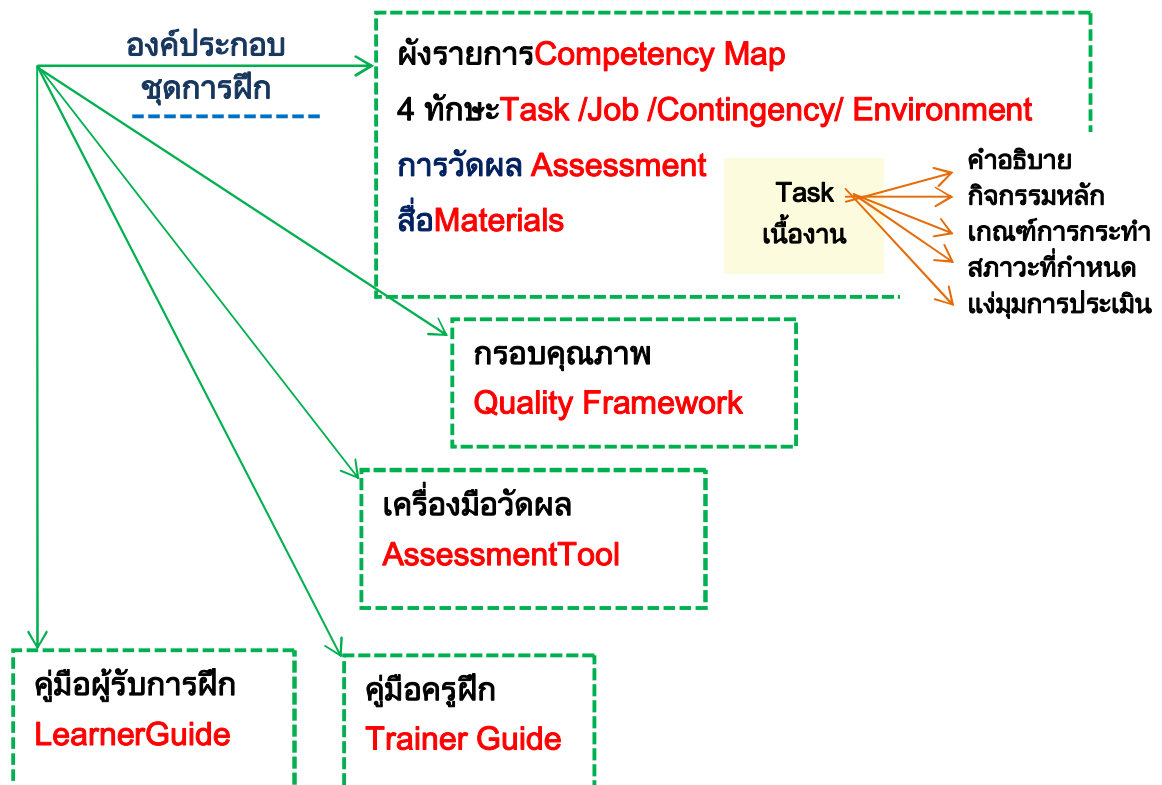 องค์ประกอบ
ชุดการฝึก
ผังรายการCompetency Map
4 ทักษะTask /Job /Contingency/ Environment
การวัดผล Assessment
สื่อMaterials
Task
เนื้องาน
คำอธิบาย
กิจกรรมหลัก
เกณฑ์การกระทำ
สภาวะที่กำหนด
แง่มุมการประเมิน
กรอบคุณภาพ
Quality Framework
เครื่องมือวัดผล
AssessmentTool
คู่มือผู้รับการฝึก
LearnerGuide
คู่มือครูฝึก
Trainer Guide